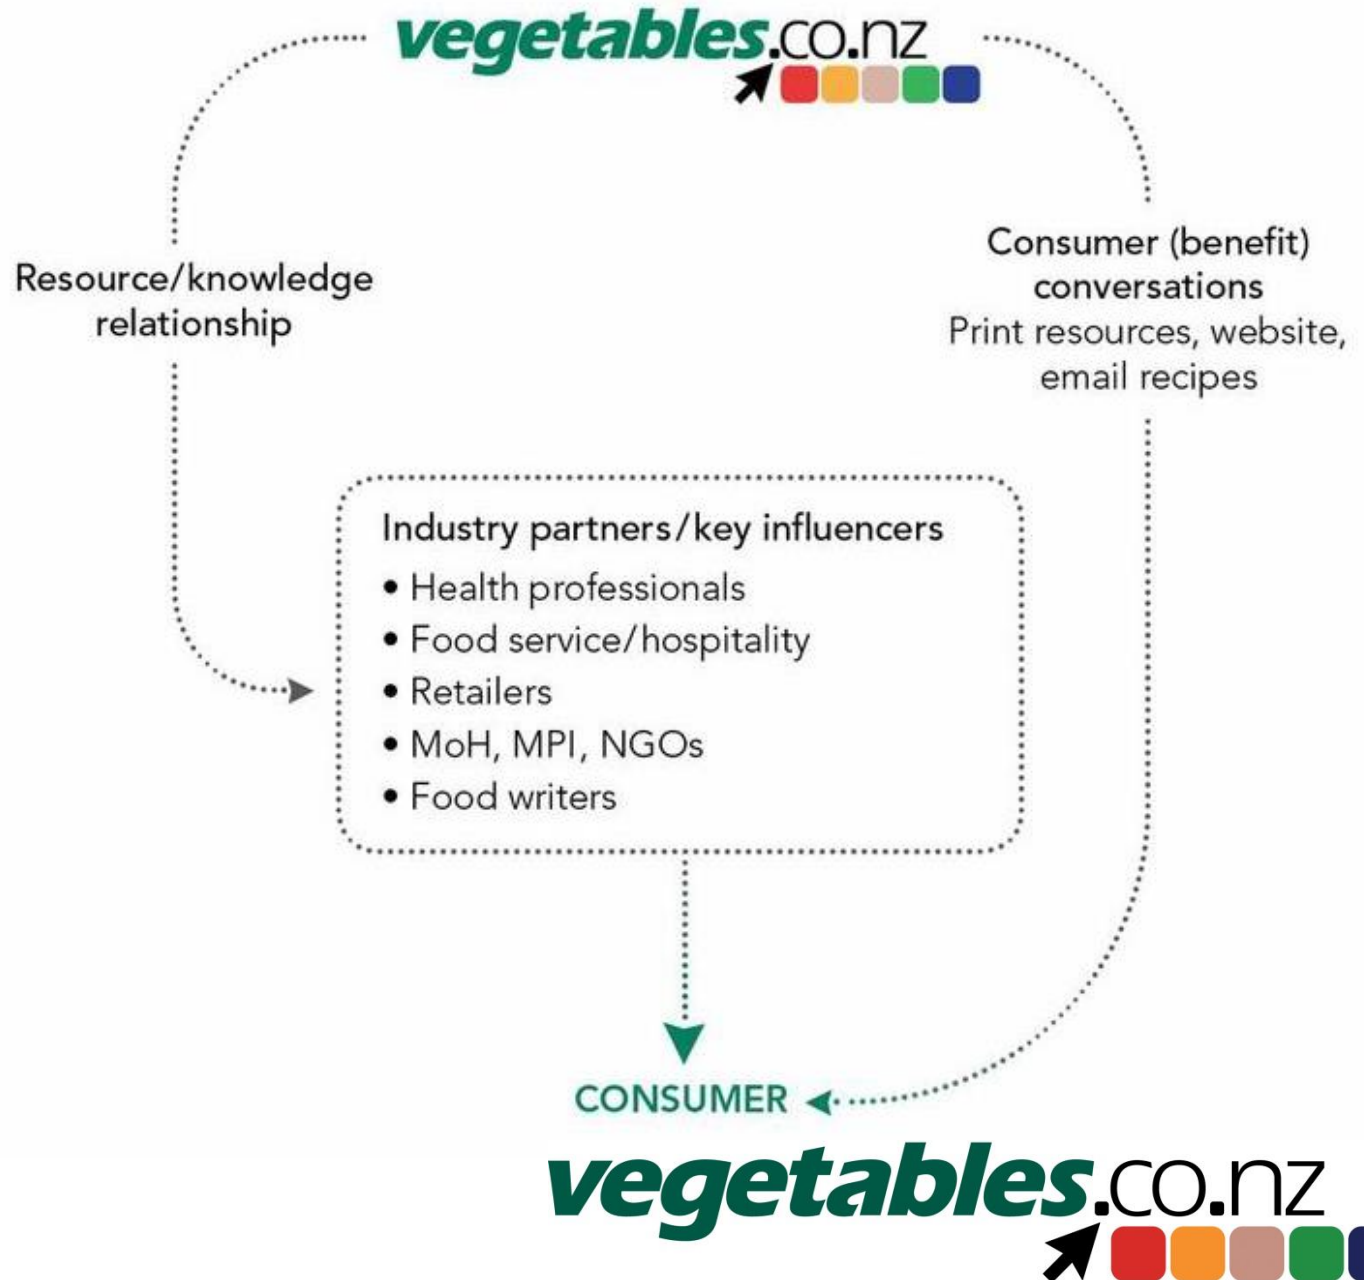 vegetables.co.nz
Resource/knowledge
relationship
Consumer (benefit)
conversations
Print resources, website,
email recipes
Industry partners/key influencers
• Health professionals
• Food service/hospitality
• Retailers
• MoH, MPI, NGOs
• Food writers
CONSUMER
vegetables.co.nz